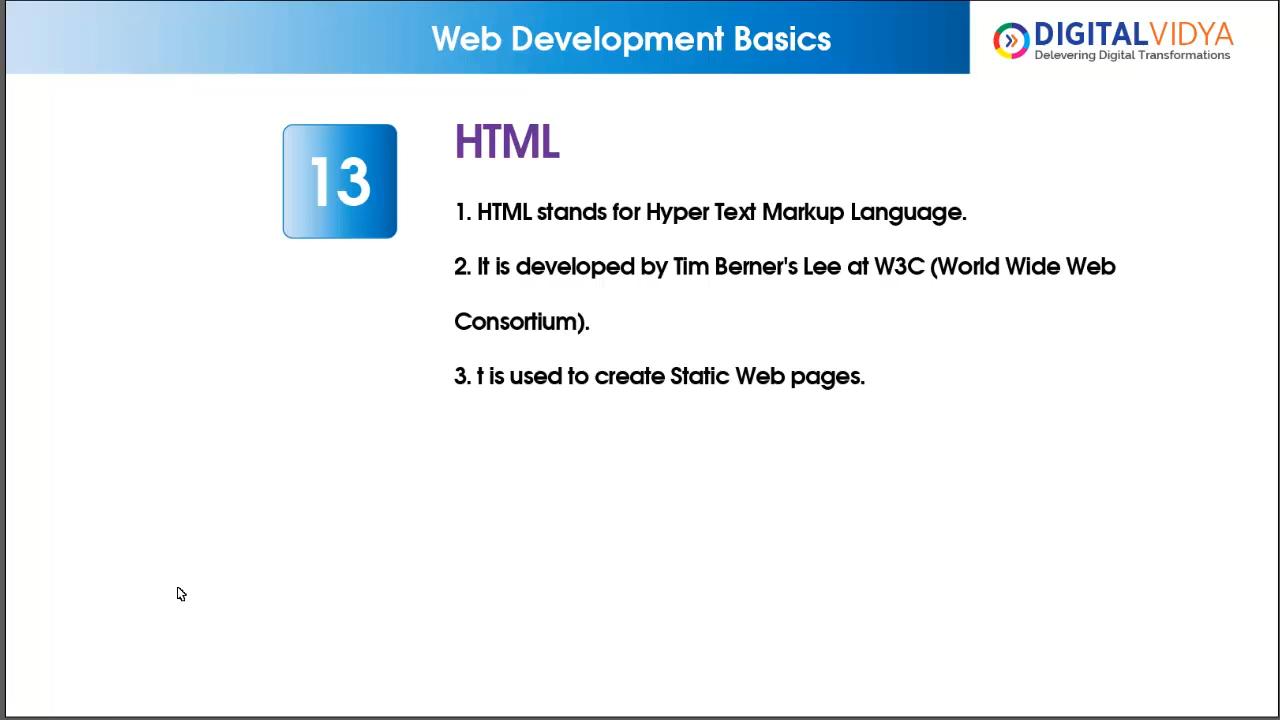 Web Development Basics
DIGITALVIDYA
Delevering Digital Transformations
13
HTML
1. HTML stands for Hyper Text Markup Language.
2. It is developed by Tim Berner's Lee at W3C (World Wide Web
Consortium).
3. t is used to create Static Web pages.